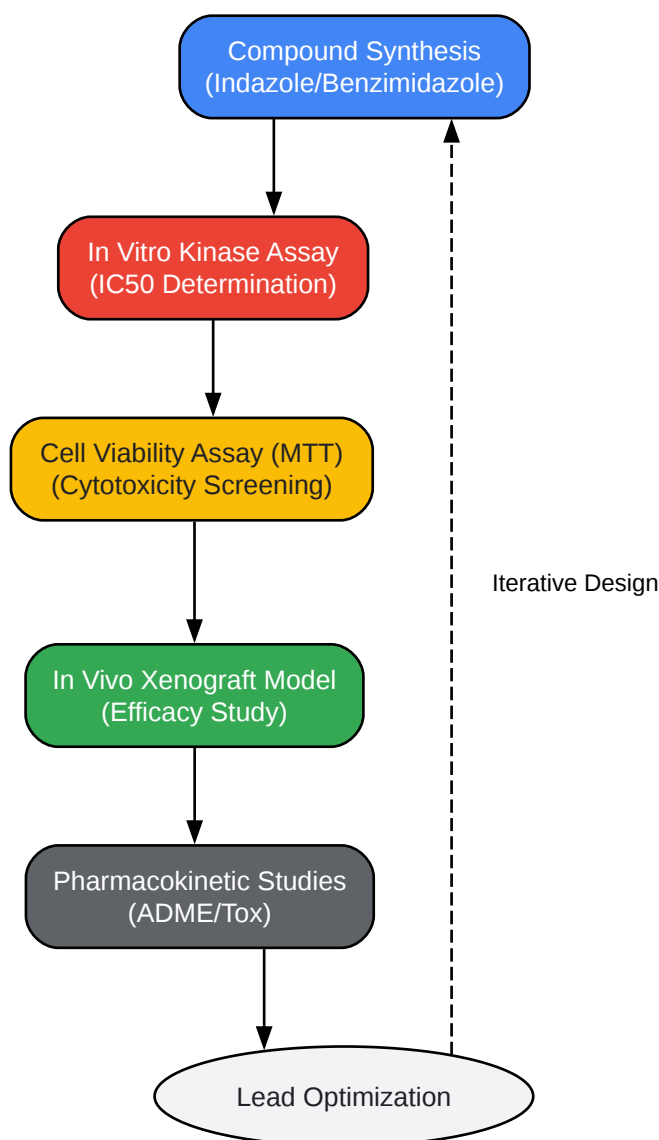 Compound Synthesis
(Indazole/Benzimidazole)
In Vitro Kinase Assay
(IC50 Determination)
Cell Viability Assay (MTT)
(Cytotoxicity Screening)
Iterative Design
In Vivo Xenograft Model
(Efficacy Study)
Pharmacokinetic Studies
(ADME/Tox)
Lead Optimization